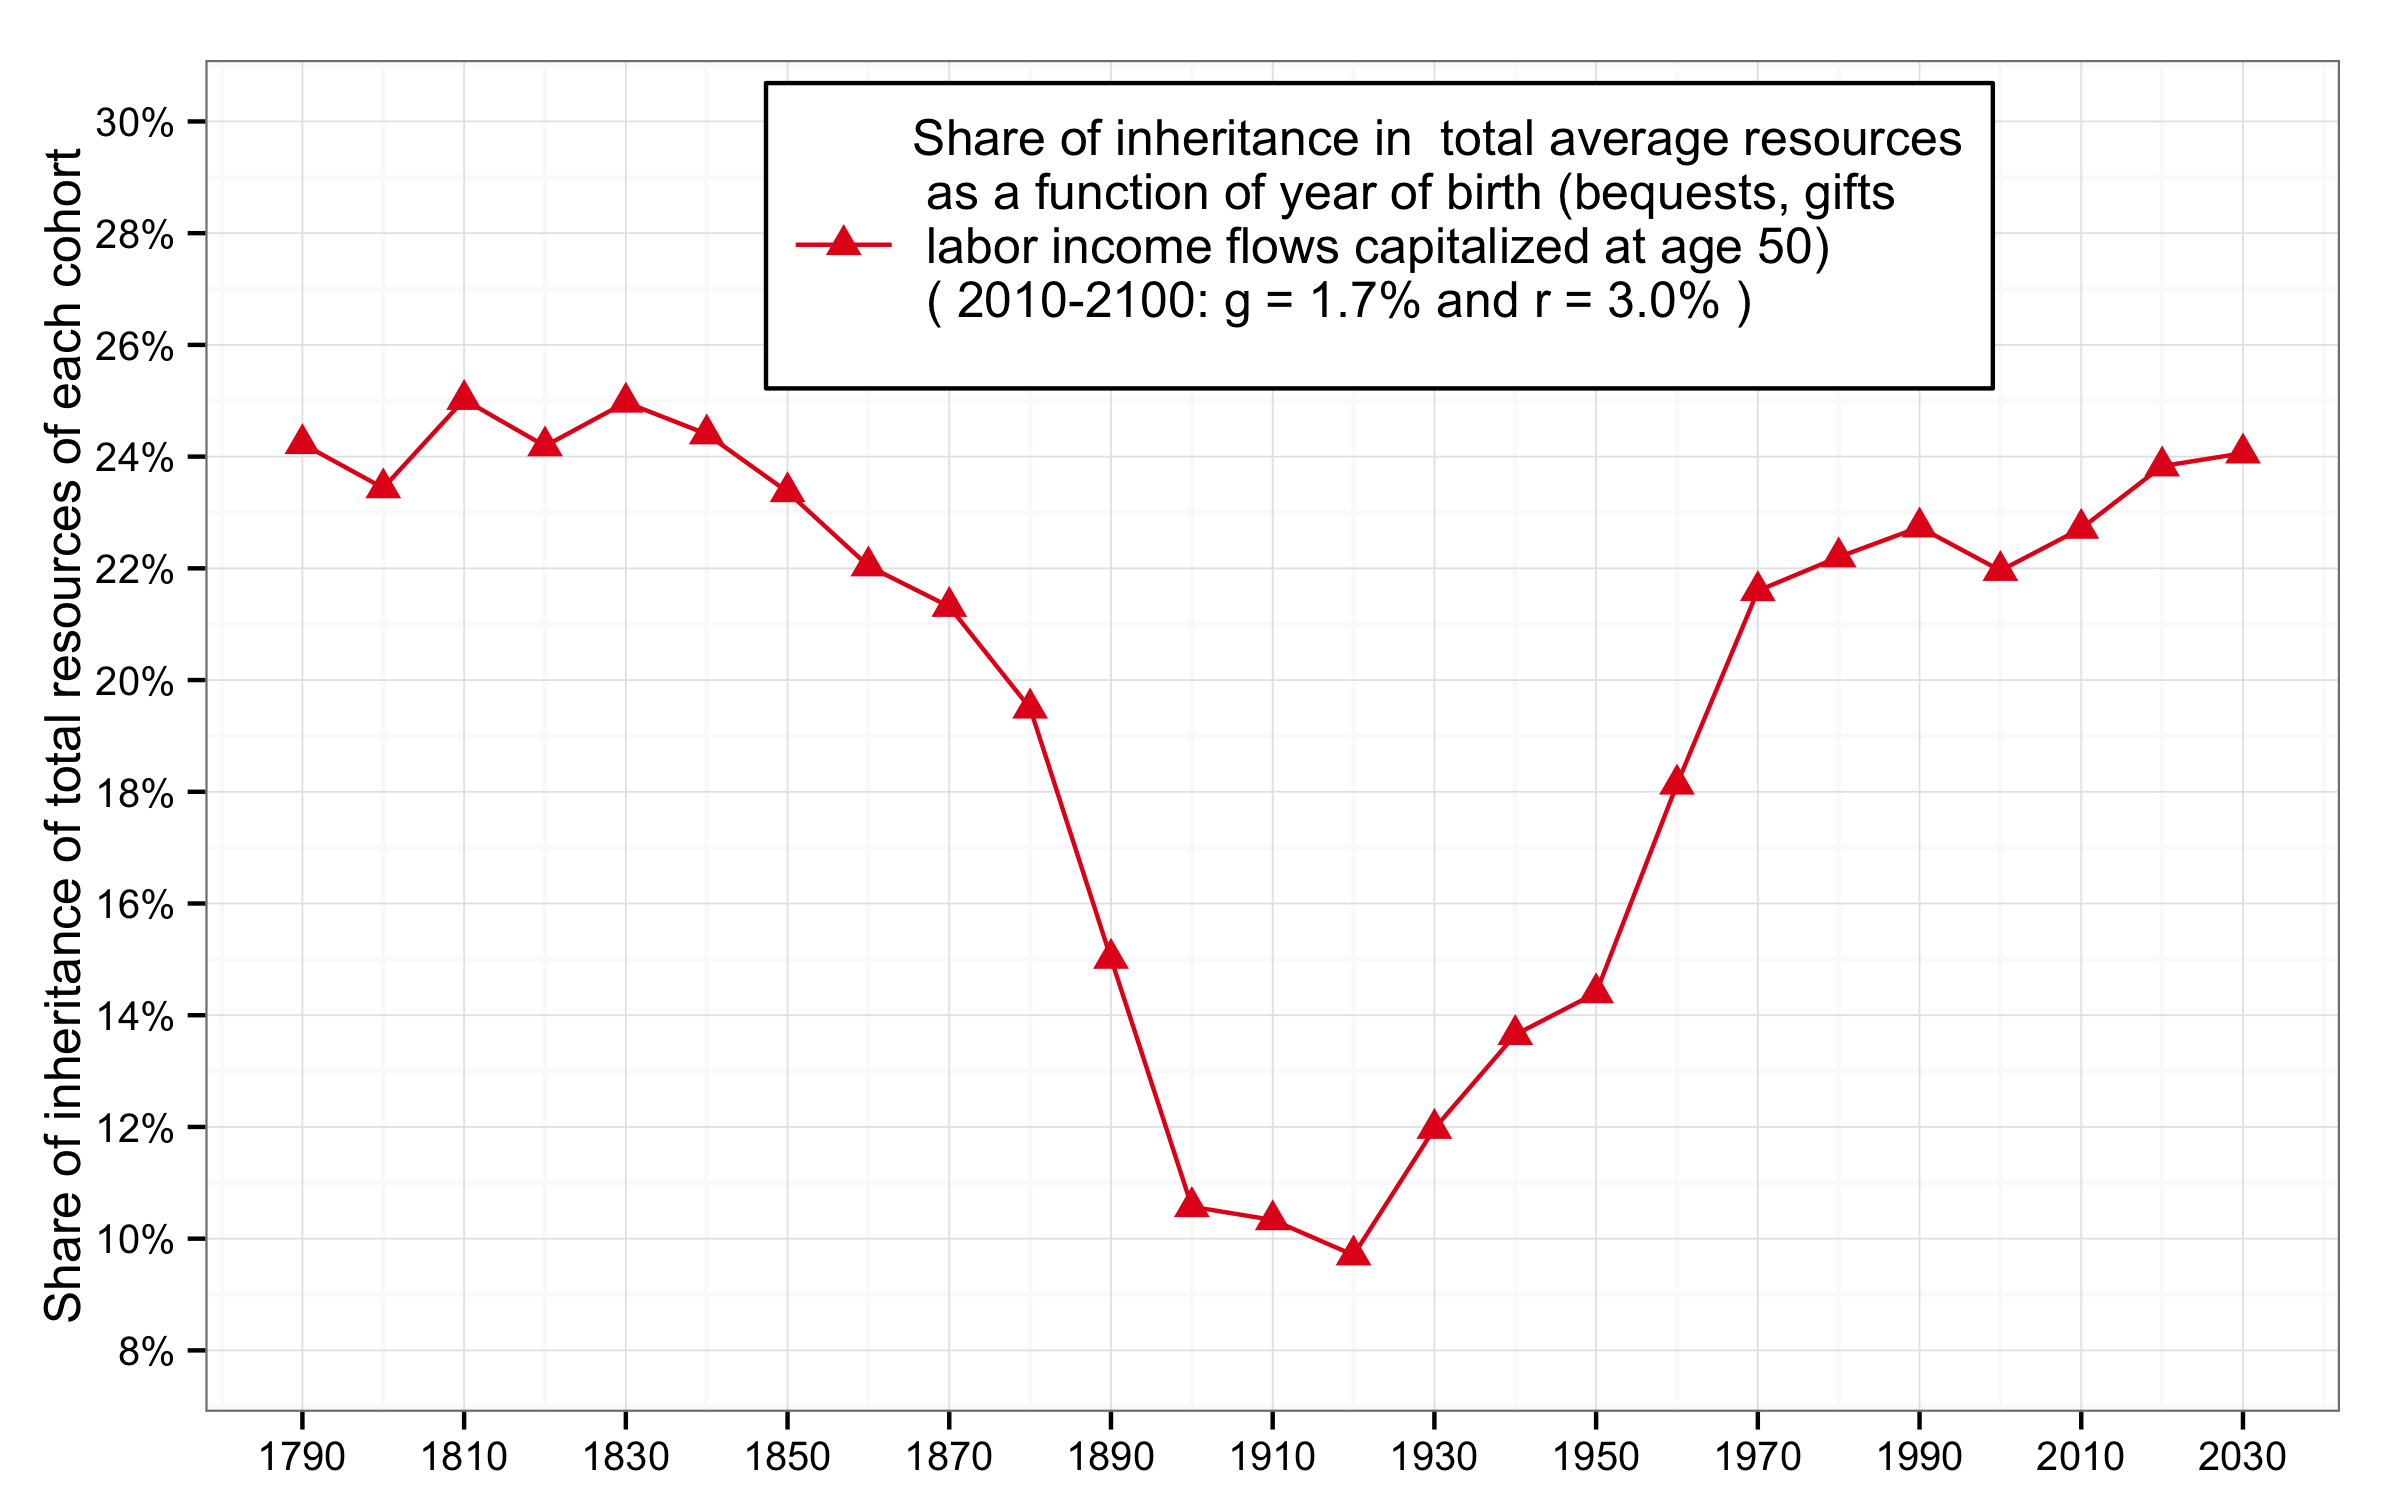 Share of inheritance in  total average resources
as a function of year of birth (bequests, gifts
labor income flows capitalized at age 50)
( 2010-2100: g = 1.7% and r = 3.0% )
Share of inheritance of total resources of each cohort
30%
28%
26%
24%
22%
20%
18%
16%
14%
12%
10%
8%
1790 1810 1830 1850 1870 1890 1910 1930 1950 1970 1990 2010 2030